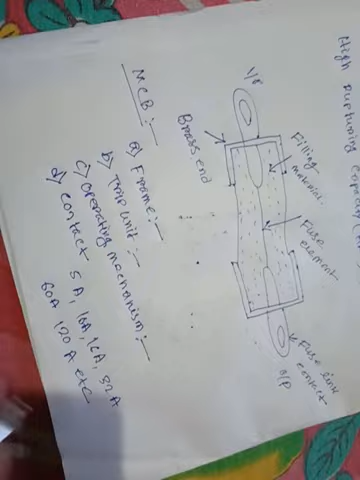 High Rupturing Capacity
I/P
Filling
material
Fuse
element
Fuse link
contact
O/P
Brass end
MCB :-
a) Frame :-
b) Trip unit :-
c) Operating mechanism :-
d) contact 5A, 10A, 16A, 32A
60A 120A etc